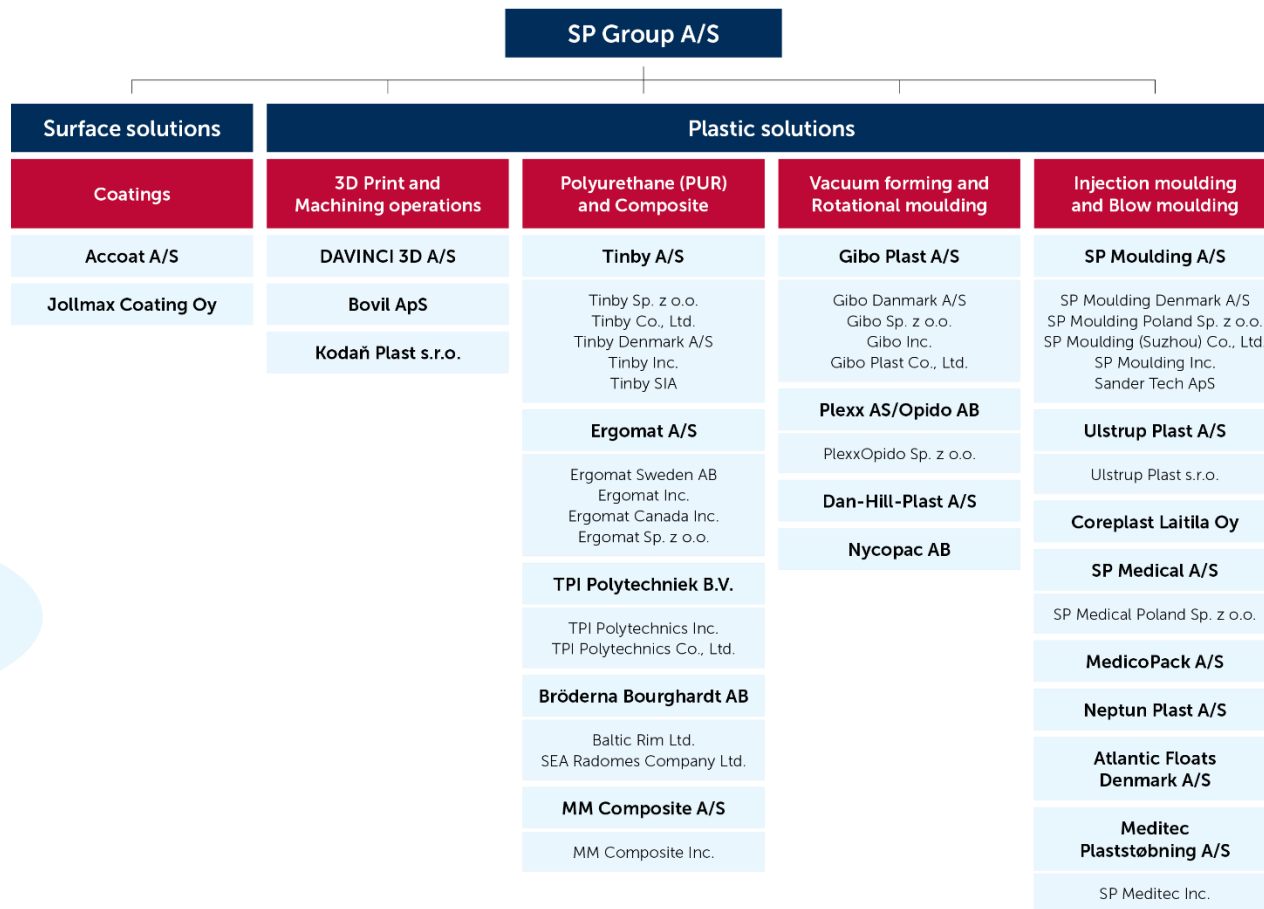 SP Group A/S
Surface solutions
Plastic solutions
Coatings
3D Print and
Machining operations
Polyurethane (PUR)
and Composite
Vacuum forming and
Rotational moulding
Injection moulding
and Blow moulding
Accoat A/S
Jollmax Coating Oy
DAVINCI 3D A/S
Bovil ApS
Kodaň Plast s.r.o.
Tinby A/S
Tinby Sp. z o.o.
Tinby Co., Ltd.
Tinby Denmark A/S
Tinby Inc.
Tinby SIA
Ergomat A/S
Ergomat Sweden AB
Ergomat Inc.
Ergomat Canada Inc.
Ergomat Sp. z o.o.
TPI Polytechniek B.V.
TPI Polytechnics Inc.
TPI Polytechnics Co., Ltd.
Bröderna Bourghardt AB
Baltic Rim Ltd.
SEA Radomes Company Ltd.
MM Composite A/S
MM Composite Inc.
Gibo Plast A/S
Gibo Danmark A/S
Gibo Sp. z o.o.
Gibo Inc.
Gibo Plast Co., Ltd.
Plexx AS/Opido AB
PlexxOpido Sp. z o.o.
Dan-Hill-Plast A/S
Nycopac AB
SP Moulding A/S
SP Moulding Denmark A/S
SP Moulding Poland Sp. z o.o.
SP Moulding (Suzhou) Co., Ltd.
SP Moulding Inc.
Sander Tech ApS
Ulstrup Plast A/S
Ulstrup Plast s.r.o.
Coreplast Laitila Oy
SP Medical A/S
SP Medical Poland Sp. z o.o.
MedicoPack A/S
Neptun Plast A/S
Atlantic Floats
Denmark A/S
Meditec
Plaststøbning A/S
SP Meditec Inc.